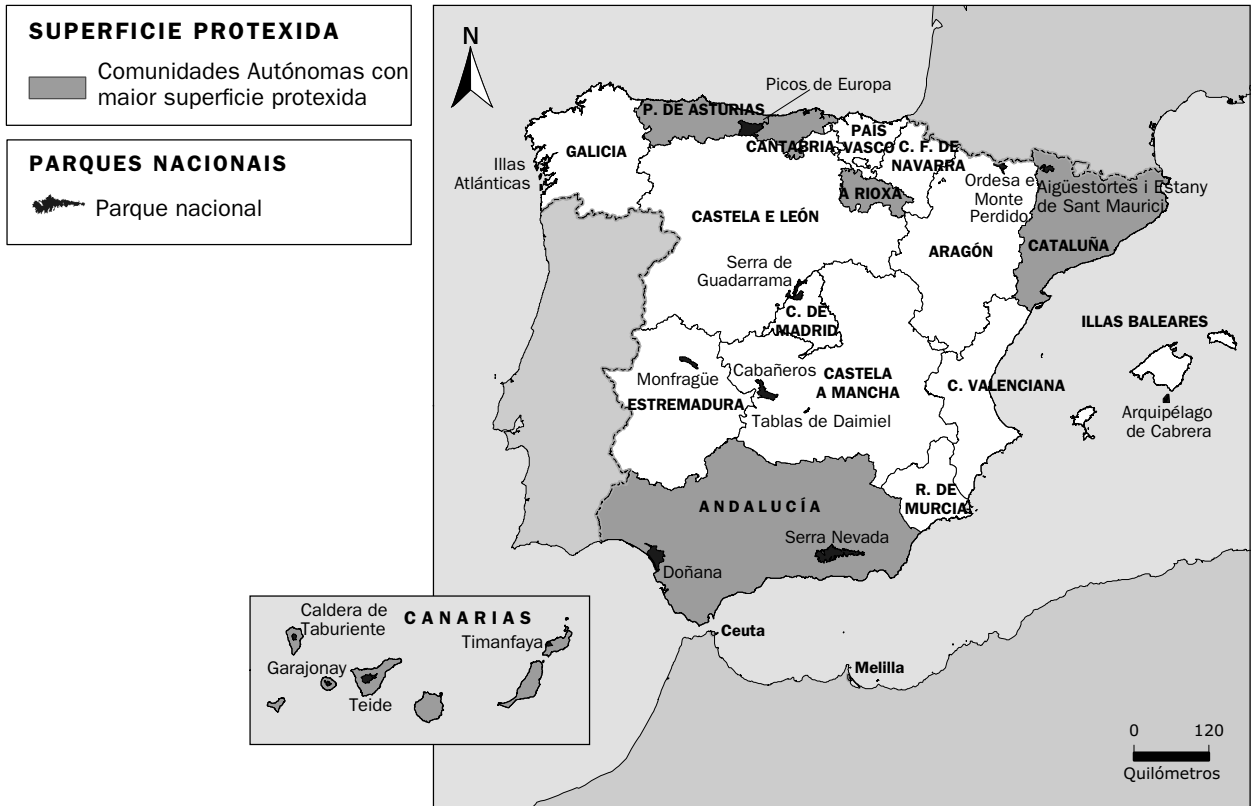 SUPERFICIE PROTEXIDA
Comunidades Autónomas con
maior superficie protexida
PARQUES NACIONAIS
Parque nacional
N
Picos de Europa
P. DE ASTURIAS
CANTABRIA
PAÍS
VASCO
C. F. DE
NAVARRA
GALICIA
Illas
Atlánticas
A RIOXA
Ordesa e
Monte
Perdido
Aigüestortes i Estany
de Sant Maurici
CASTELA E LEÓN
ARAGÓN
CATALUÑA
Serra de
Guadarrama
C. DE
MADRID
ILLAS BALEARES
Monfragüe
Cabañeros
CASTELA
A MANCHA
C. VALENCIANA
ESTREMADURA
Tablas de Daimiel
Arquipélago
de Cabrera
R. DE
MURCIA
ANDALUCÍA
Serra Nevada
Doñana
Caldera de
Taburiente
CANARIAS
Timanfaya
Garajonay
Teide
Ceuta
Melilla
0 120
Quilómetros